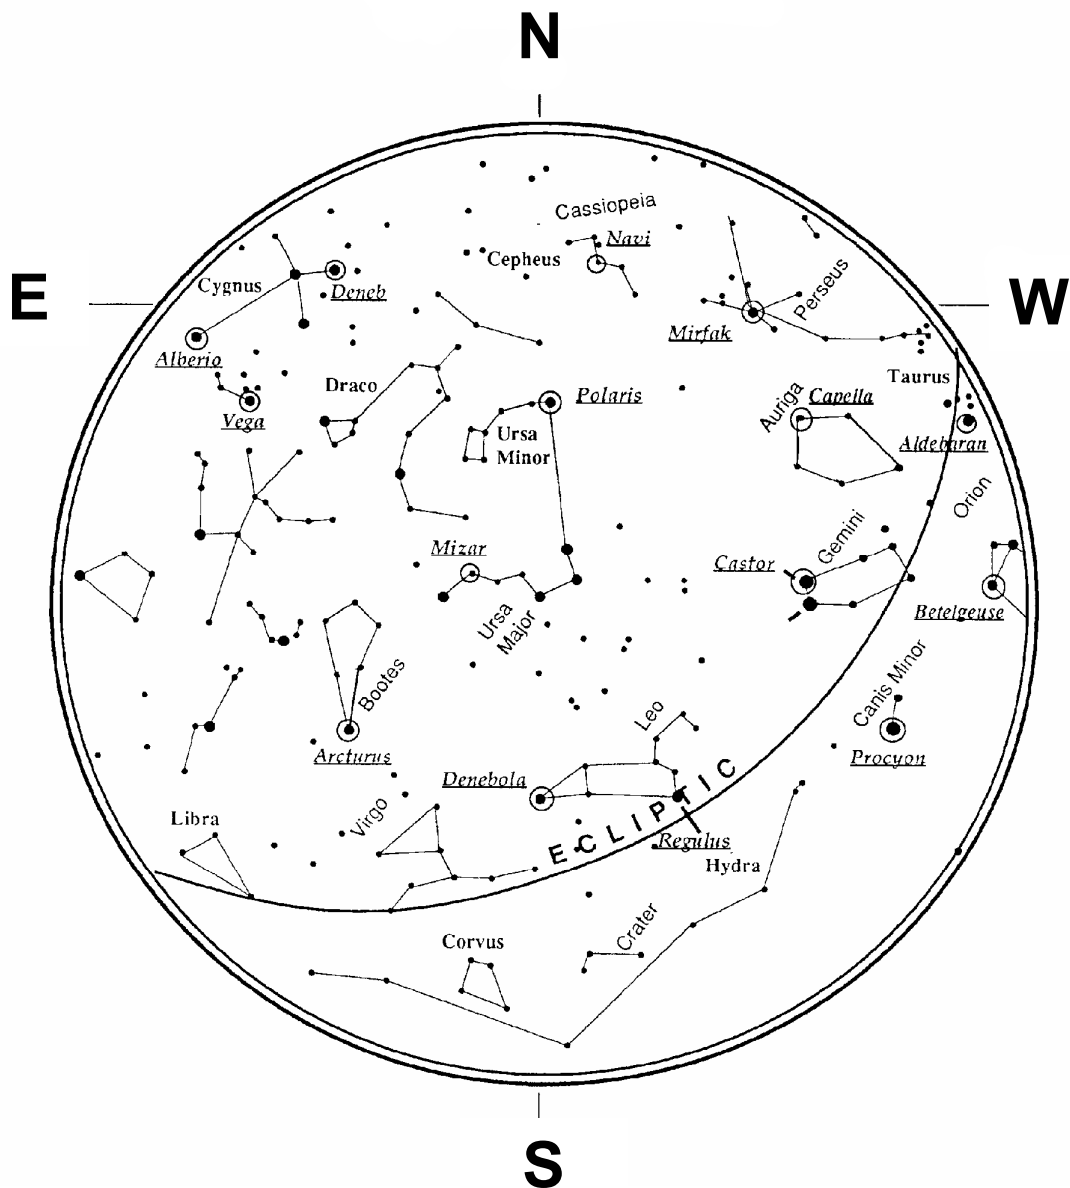 N
Cassiopeia
Navi
Cepheus
Cygnus
Deneb
Perseus
E
W
Mirfak
Alberio
Draco
Taurus
Polaris
Auriga
Capella
Vega
Ursa
Minor
Aldebaran
Orion
Mizar
Gemini
Castor
Ursa
Major
Betelgeuse
Bootes
Canis Minor
Leo
Arcturus
Procyon
Denebola
ECLIPTIC
Libra
Virgo
Regulus
Hydra
Crater
Corvus
S